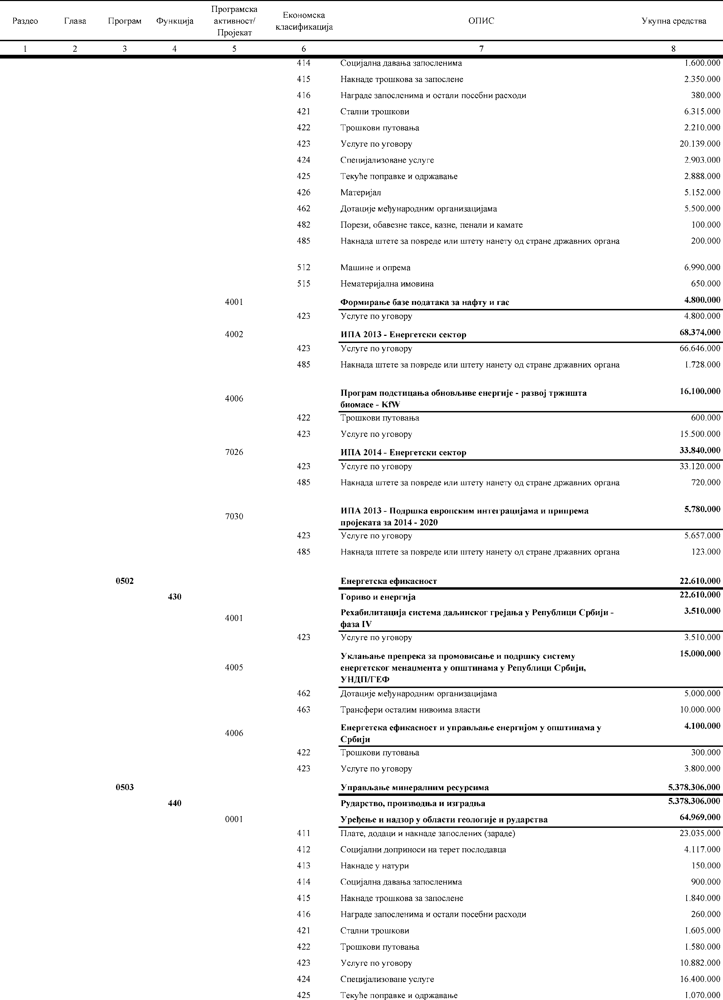 Раздео Глава Програм Функција Програмска активност/ Пројекат Економска класификација ОПИС Укупна средства
1 2 3 4 5 6 7 8
414 Социјална давања запосленима 1.600.000
415 Накнаде трошкова за запослене 2.350.000
416 Награде запосленима и остали посебни расходи 380.000
421 Стални трошкови 6.315.000
422 Трошкови путовања 2.210.000
423 Услуге по уговору 20.139.000
424 Специјализоване услуге 2.903.000
425 Текуће поправке и одржавање 2.888.000
426 Материјал 5.152.000
462 Дотације међународним организацијама 5.500.000
482 Порези, обавезне таксе, казне, пенали и камате 100.000
485 Накнада штете за повреде или штету нанету од стране државних органа 200.000
512 Машине и опрема 6.990.000
515 Нематеријална имовина 650.000
4001 Формирање базе података за нафту и гас 4.800.000
423 Услуге по уговору 4.800.000
4002 ИПА 2013 - Енергетски сектор 68.374.000
423 Услуге по уговору 66.646.000
485 Накнада штете за повреде или штету нанету од стране државних органа 1.728.000
4006 Програм подстицања обновљиве енергије - развој тржишта 16.100.000
биомасе - KfW
422 Трошкови путовања 600.000
423 Услуге по уговору 15.500.000
7026 ИПА 2014 - Енергетски сектор 33.840.000
423 Услуге по уговору 33.120.000
485 Накнада штете за повреде или штету нанету од стране државних органа 720.000
7030 ИПА 2013 - Подршка европским интеграцијама и припрема 5.780.000
пројеката за 2014 - 2020
423 Услуге по уговору 5.657.000
485 Накнада штете за повреде или штету нанету од стране државних органа 123.000
0502 Енергетска ефикасност 22.610.000
430 Гориво и енергија 22.610.000
4001 Рехабилитација система даљинског грејања у Републици Србији - 3.510.000
фаза IV
423 Услуге по уговору 3.510.000
4005 Уклањање препрека за промовисање и подршку систему 15.000.000
енергетског менаџмента у општинама у Републици Србији,
УНДП/ГЕФ
462 Дотације међународним организацијама 5.000.000
463 Трансфери осталим нивоима власти 10.000.000
4006 Енергетска ефикасност и управљање енергијом у општинама у 4.100.000
Србији
422 Трошкови путовања 300.000
423 Услуге по уговору 3.800.000
0503 Управљање минералним ресурсима 5.378.306.000
440 Рударство, производња и изградња 5.378.306.000
0001 Уређење и надзор у области геологије и рударства 64.969.000
411 Плате, додаци и накнаде запослених (зараде) 23.035.000
412 Социјални доприноси на терет послодавца 4.117.000
413 Накнаде у натури 150.000
414 Социјална давања запосленима 900.000
415 Накнаде трошкова за запослене 1.840.000
416 Награде запосленима и остали посебни расходи 260.000
421 Стални трошкови 1.605.000
422 Трошкови путовања 1.580.000
423 Услуге по уговору 10.882.000
424 Специјализоване услуге 16.400.000
425 Текуће поправке и одржавање 1.070.000